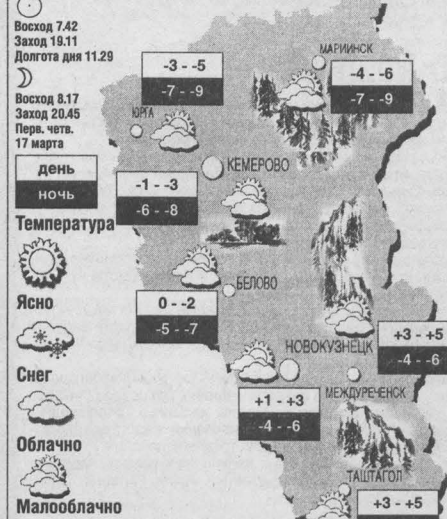 Восход 7.42
Заход 19.11
Долгота дня 11.29
Восход 8.17
Заход 20.45
Перв. четв.
17 марта
день
ночь
Температура
Ясно
Снег
Облачно
Малооблачно
МАРИИНСК
-4 - -6
-7 - -9
-3 - -5
-7 - -9
ЮРГА
КЕМЕРОВО
-1 - -3
-6 - -8
БЕЛОВО
0 - -2
-5 - -7
НОВОКУЗНЕЦК
+1 - +3
-4 - -6
+3 - +5
-4 - -6
МЕЖДУРЕЧЕНСК
ТАШТАГОЛ
+3 - +5